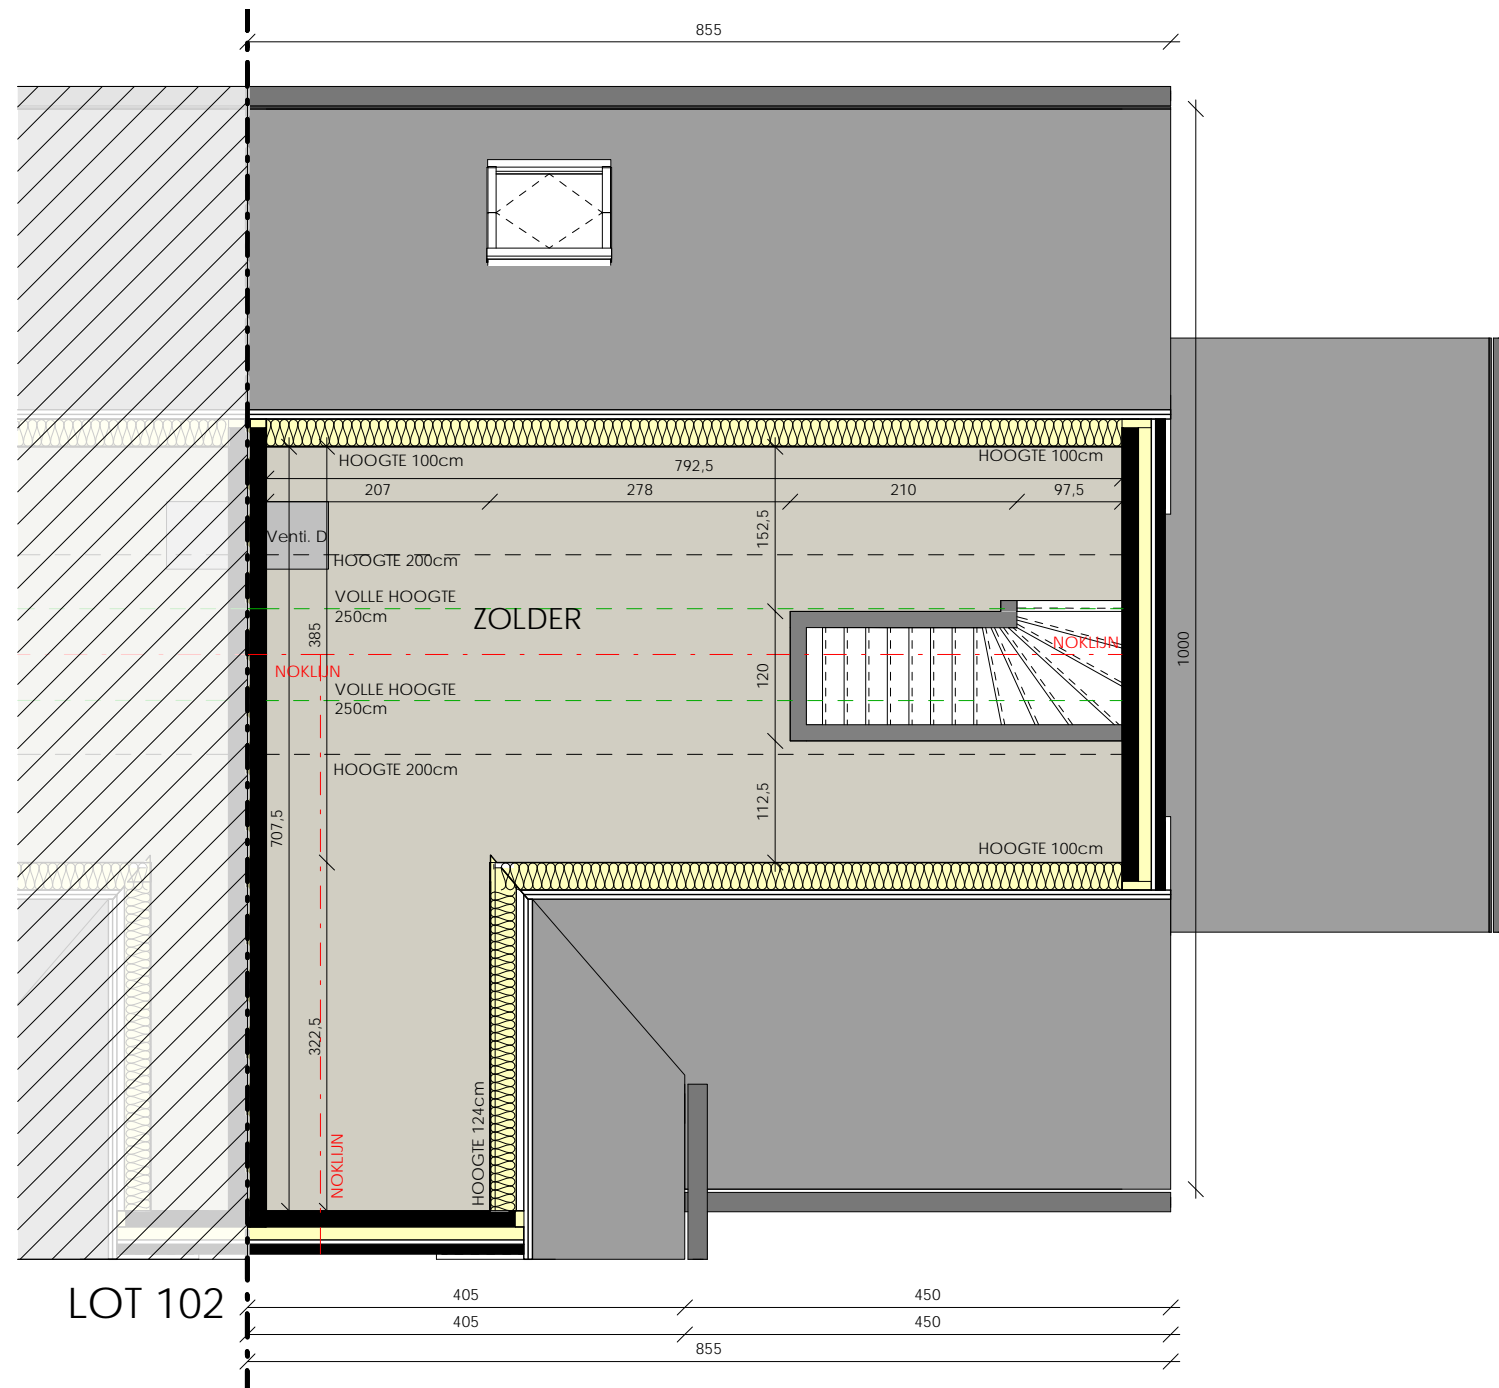 855
HOOGTE 100cm
HOOGTE 100cm
792,5
207
278
210
97,5
152,5
Venti. D
HOOGTE 200cm
VOLLE HOOGTE
250cm
ZOLDER
385
NOKLIJN
NOKLIJN
1000
120
VOLLE HOOGTE
250cm
HOOGTE 200cm
112,5
707,5
HOOGTE 100cm
322,5
HOOGTE 124cm
NOKLIJN
LOT 102
405
450
405
450
855